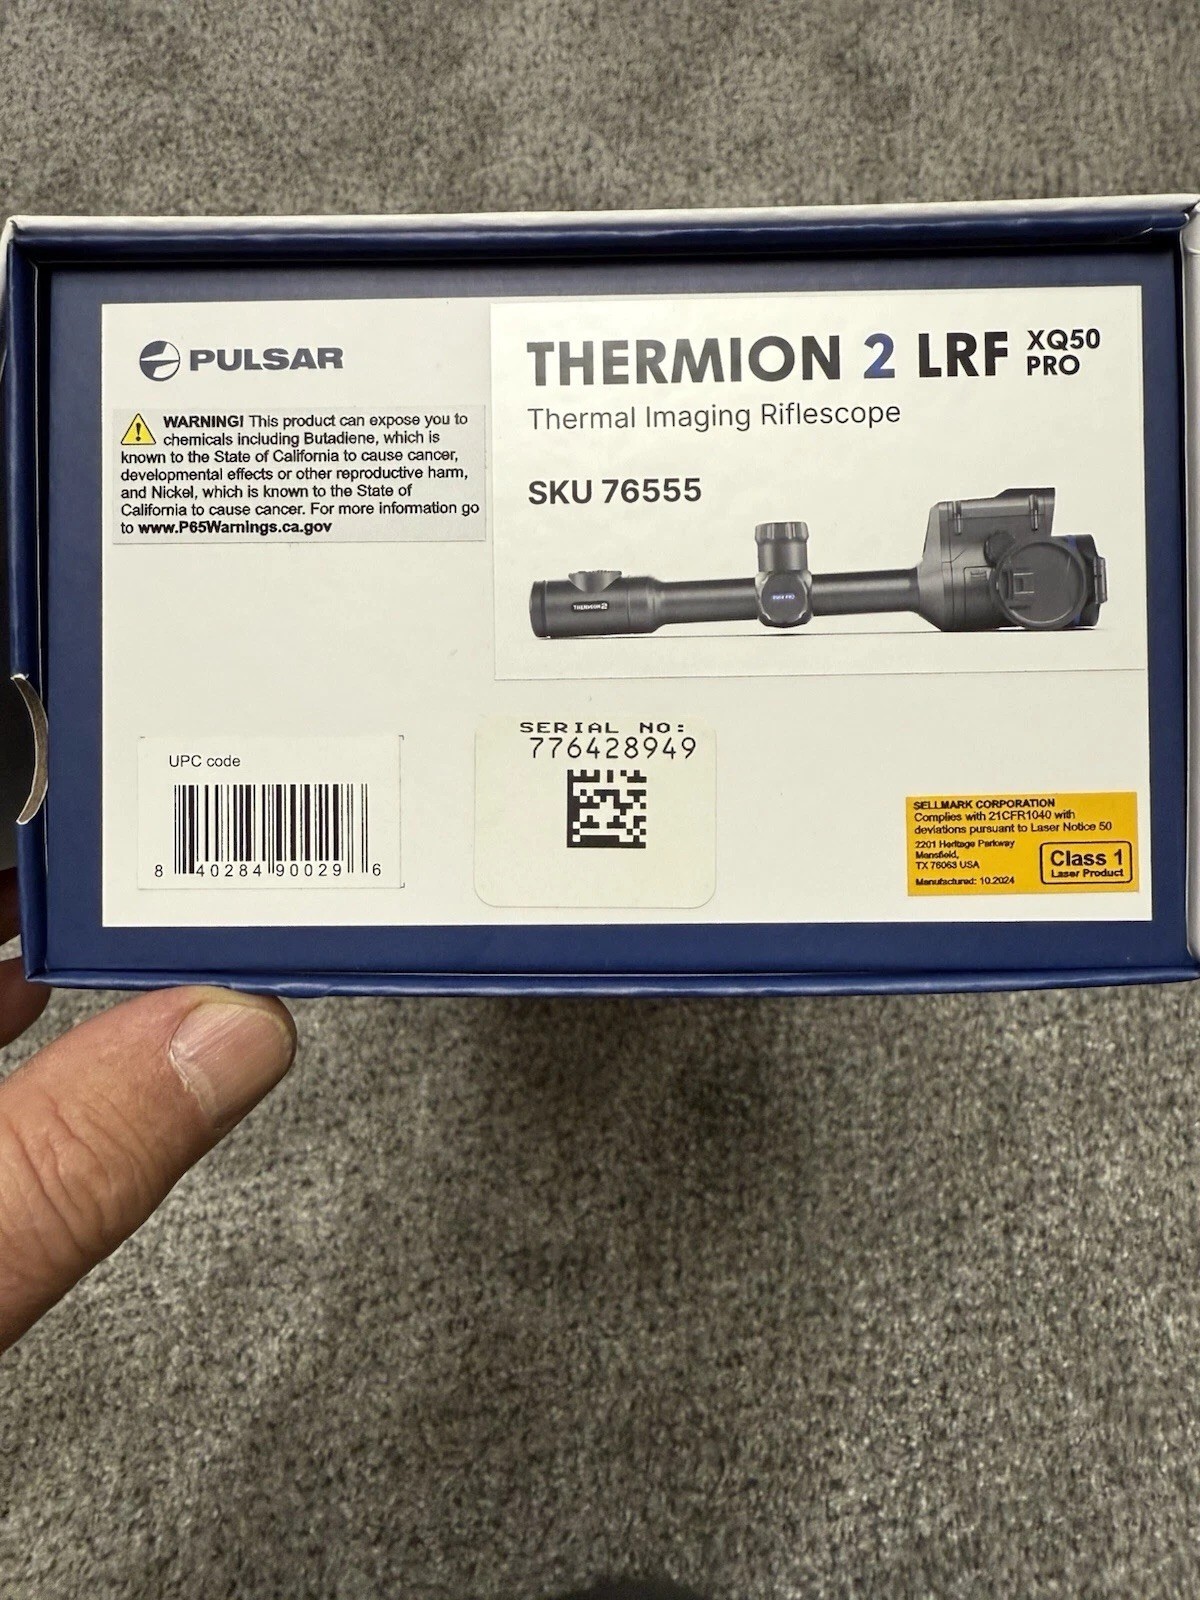 PULSAR
WARNING! This product can expose you to
chemicals including Butadiene, which is
known to the State of California to cause cancer,
developmental effects or other reproductive harm,
and Nickel, which is known to the State of
California to cause cancer. For more information go
to www.P65Warnings.ca.gov
THERMION 2 LRF XQ50
PRO
Thermal Imaging Riflescope
SKU 76555
THERMION 2
UPC code
8 40284 90029 6
SERIAL NO:
776428949
SELLMARK CORPORATION
Complies with 21CFR1040 with
deviations pursuant to Laser Notice 50
2201 Heritage Parkway
Mansfield,
TX 76063 USA
Manufactured: 10.2024
Class 1
Laser Product